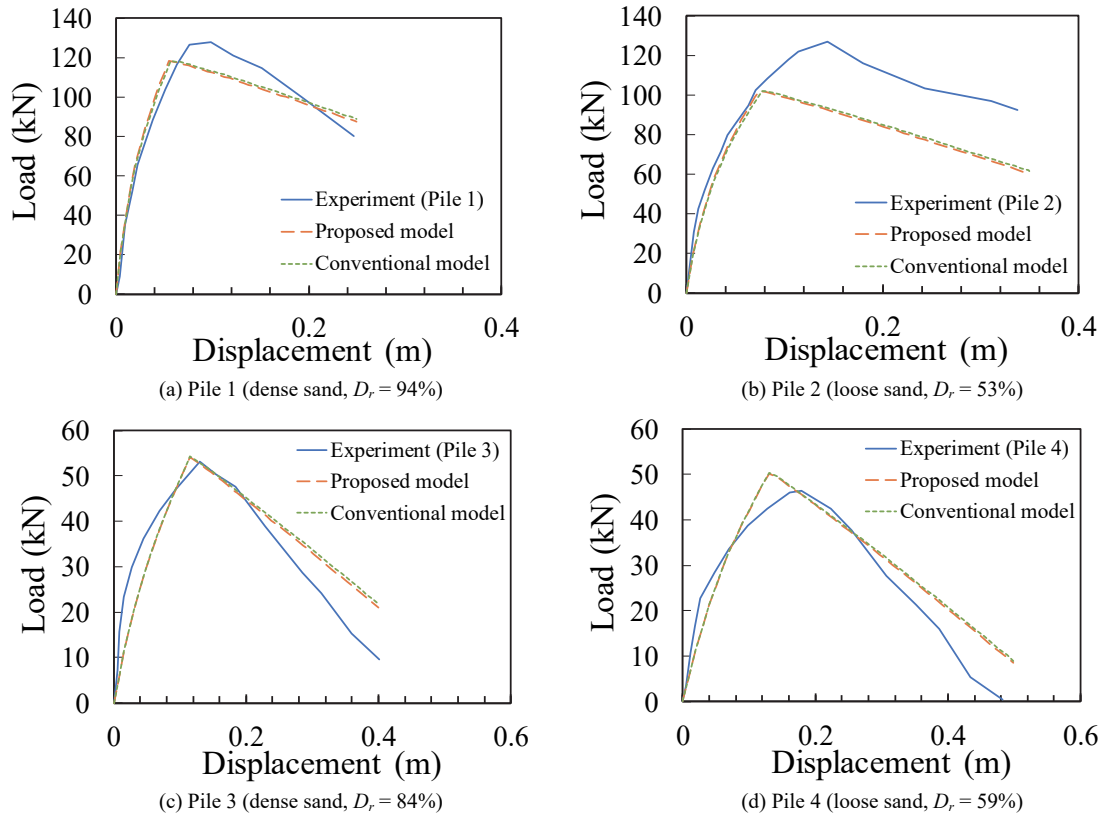 140
120
100
80
60
40
20
0
Load (kN)
Experiment (Pile 1)
Proposed model
Conventional model
0
0.2
0.4
Displacement (m)
(a) Pile 1 (dense sand, Dr = 94%)
140
120
100
80
60
40
20
0
Load (kN)
Experiment (Pile 2)
Proposed model
Conventional model
0
0.2
0.4
Displacement (m)
(b) Pile 2 (loose sand, Dr = 53%)
60
50
40
30
20
10
0
Load (kN)
Experiment (Pile 3)
Proposed model
Conventional model
0
0.2
0.4
0.6
Displacement (m)
(c) Pile 3 (dense sand, Dr = 84%)
60
50
40
30
20
10
0
Load (kN)
Experiment (Pile 4)
Proposed model
Conventional model
0
0.2
0.4
0.6
Displacement (m)
(d) Pile 4 (loose sand, Dr = 59%)